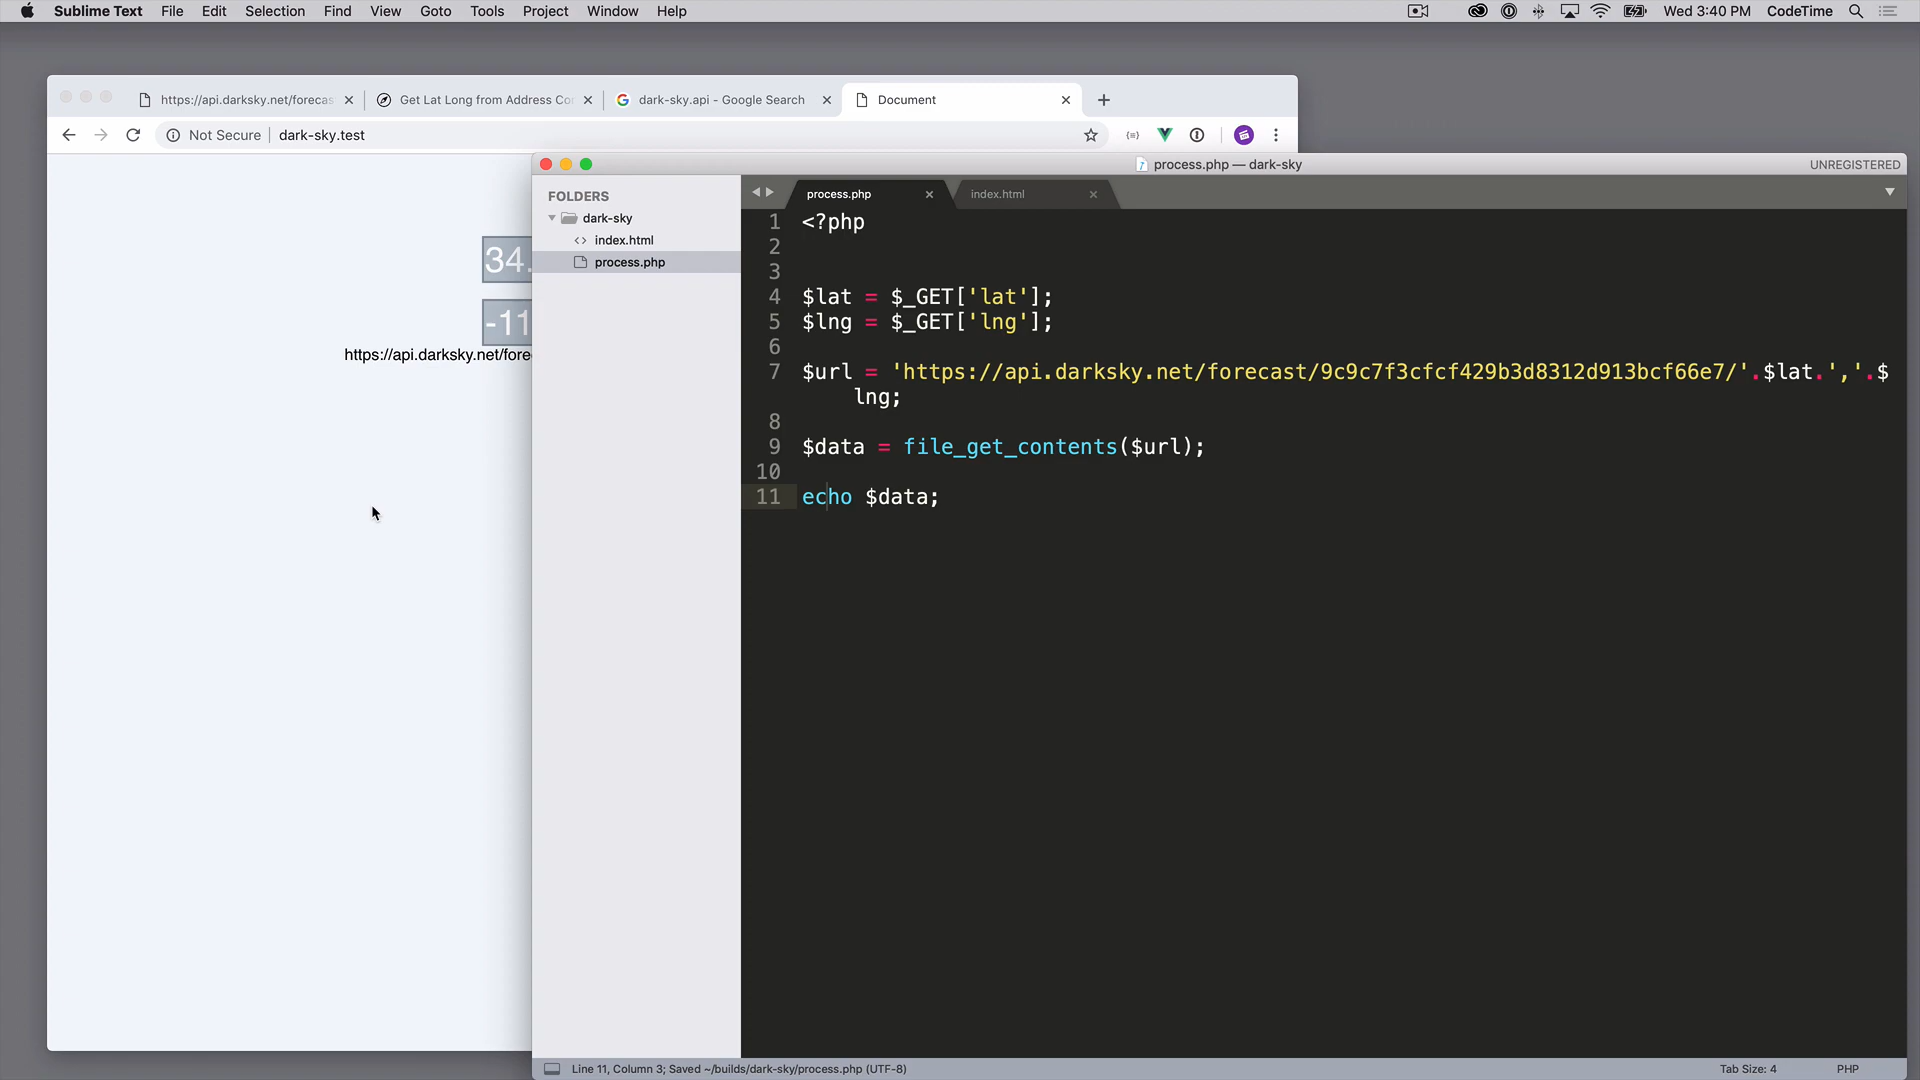 Sublime Text File Edit Selection Find View Goto Tools Project Window Help Wed 3:40 PM CodeTime
https://api.darksky.net/forecas Get Lat Long from Address Co dark-sky.api - Google Search Document
Not Secure dark-sky.test
process.php — dark-sky UNREGISTERED
FOLDERS
dark-sky
index.html
process.php
34.
-11
https://api.darksky.net/fore
process.php index.html
1 <?php
2
3
4 $lat = $_GET['lat'];
5 $lng = $_GET['lng'];
6
7 $url = 'https://api.darksky.net/forecast/9c9c7f3cfcf429b3d8312d913bcf66e7/'.$lat.','.$
lng;
8
9 $data = file_get_contents($url);
10
11 echo $data;
Line 11, Column 3; Saved ~/builds/dark-sky/process.php (UTF-8) Tab Size: 4 PHP